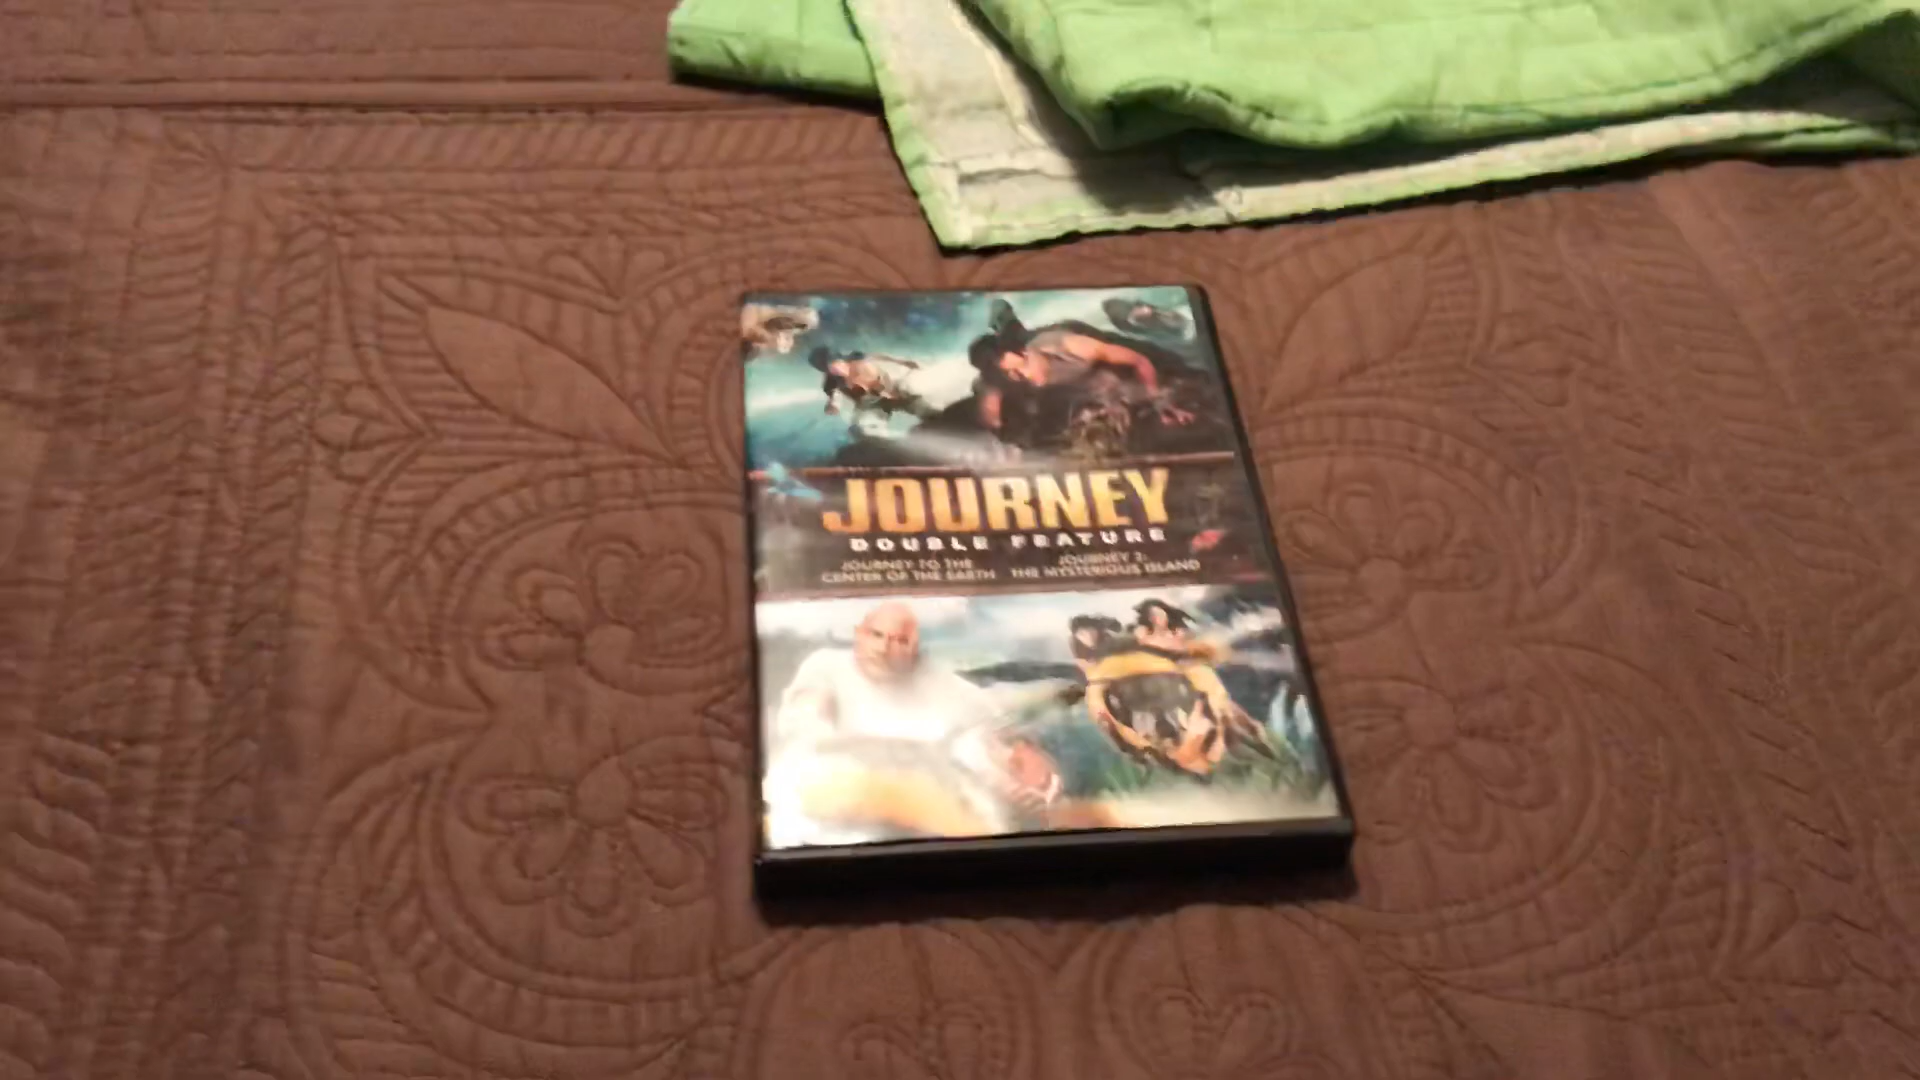 JOURNEY
DOUBLE FEATURE
JOURNEY TO THE
CENTER OF THE EARTH
JOURNEY 2:
THE MYSTERIOUS ISLAND